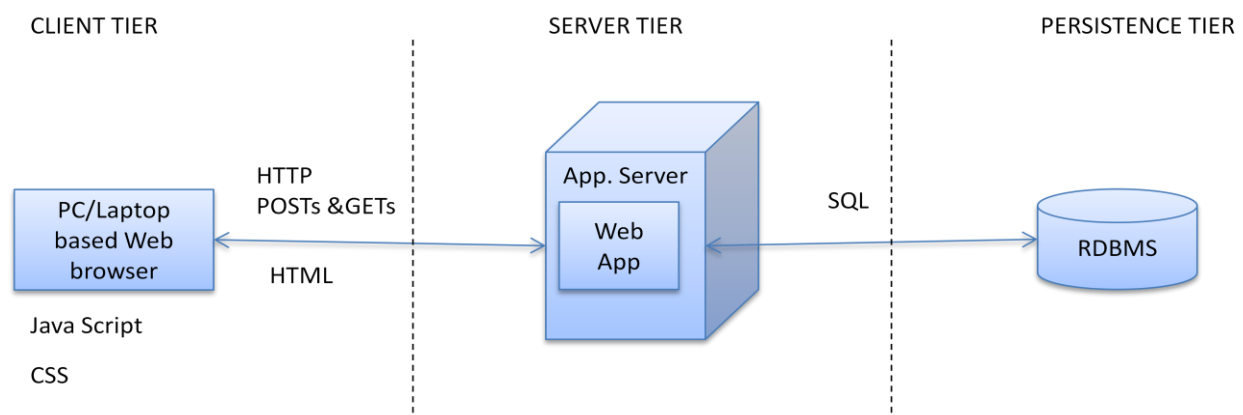 CLIENT TIER
SERVER TIER
PERSISTENCE TIER
HTTP
POSTs &GETs
HTML
PC/Laptop
based Web
browser
Java Script
CSS
App. Server
Web
App
SQL
RDBMS